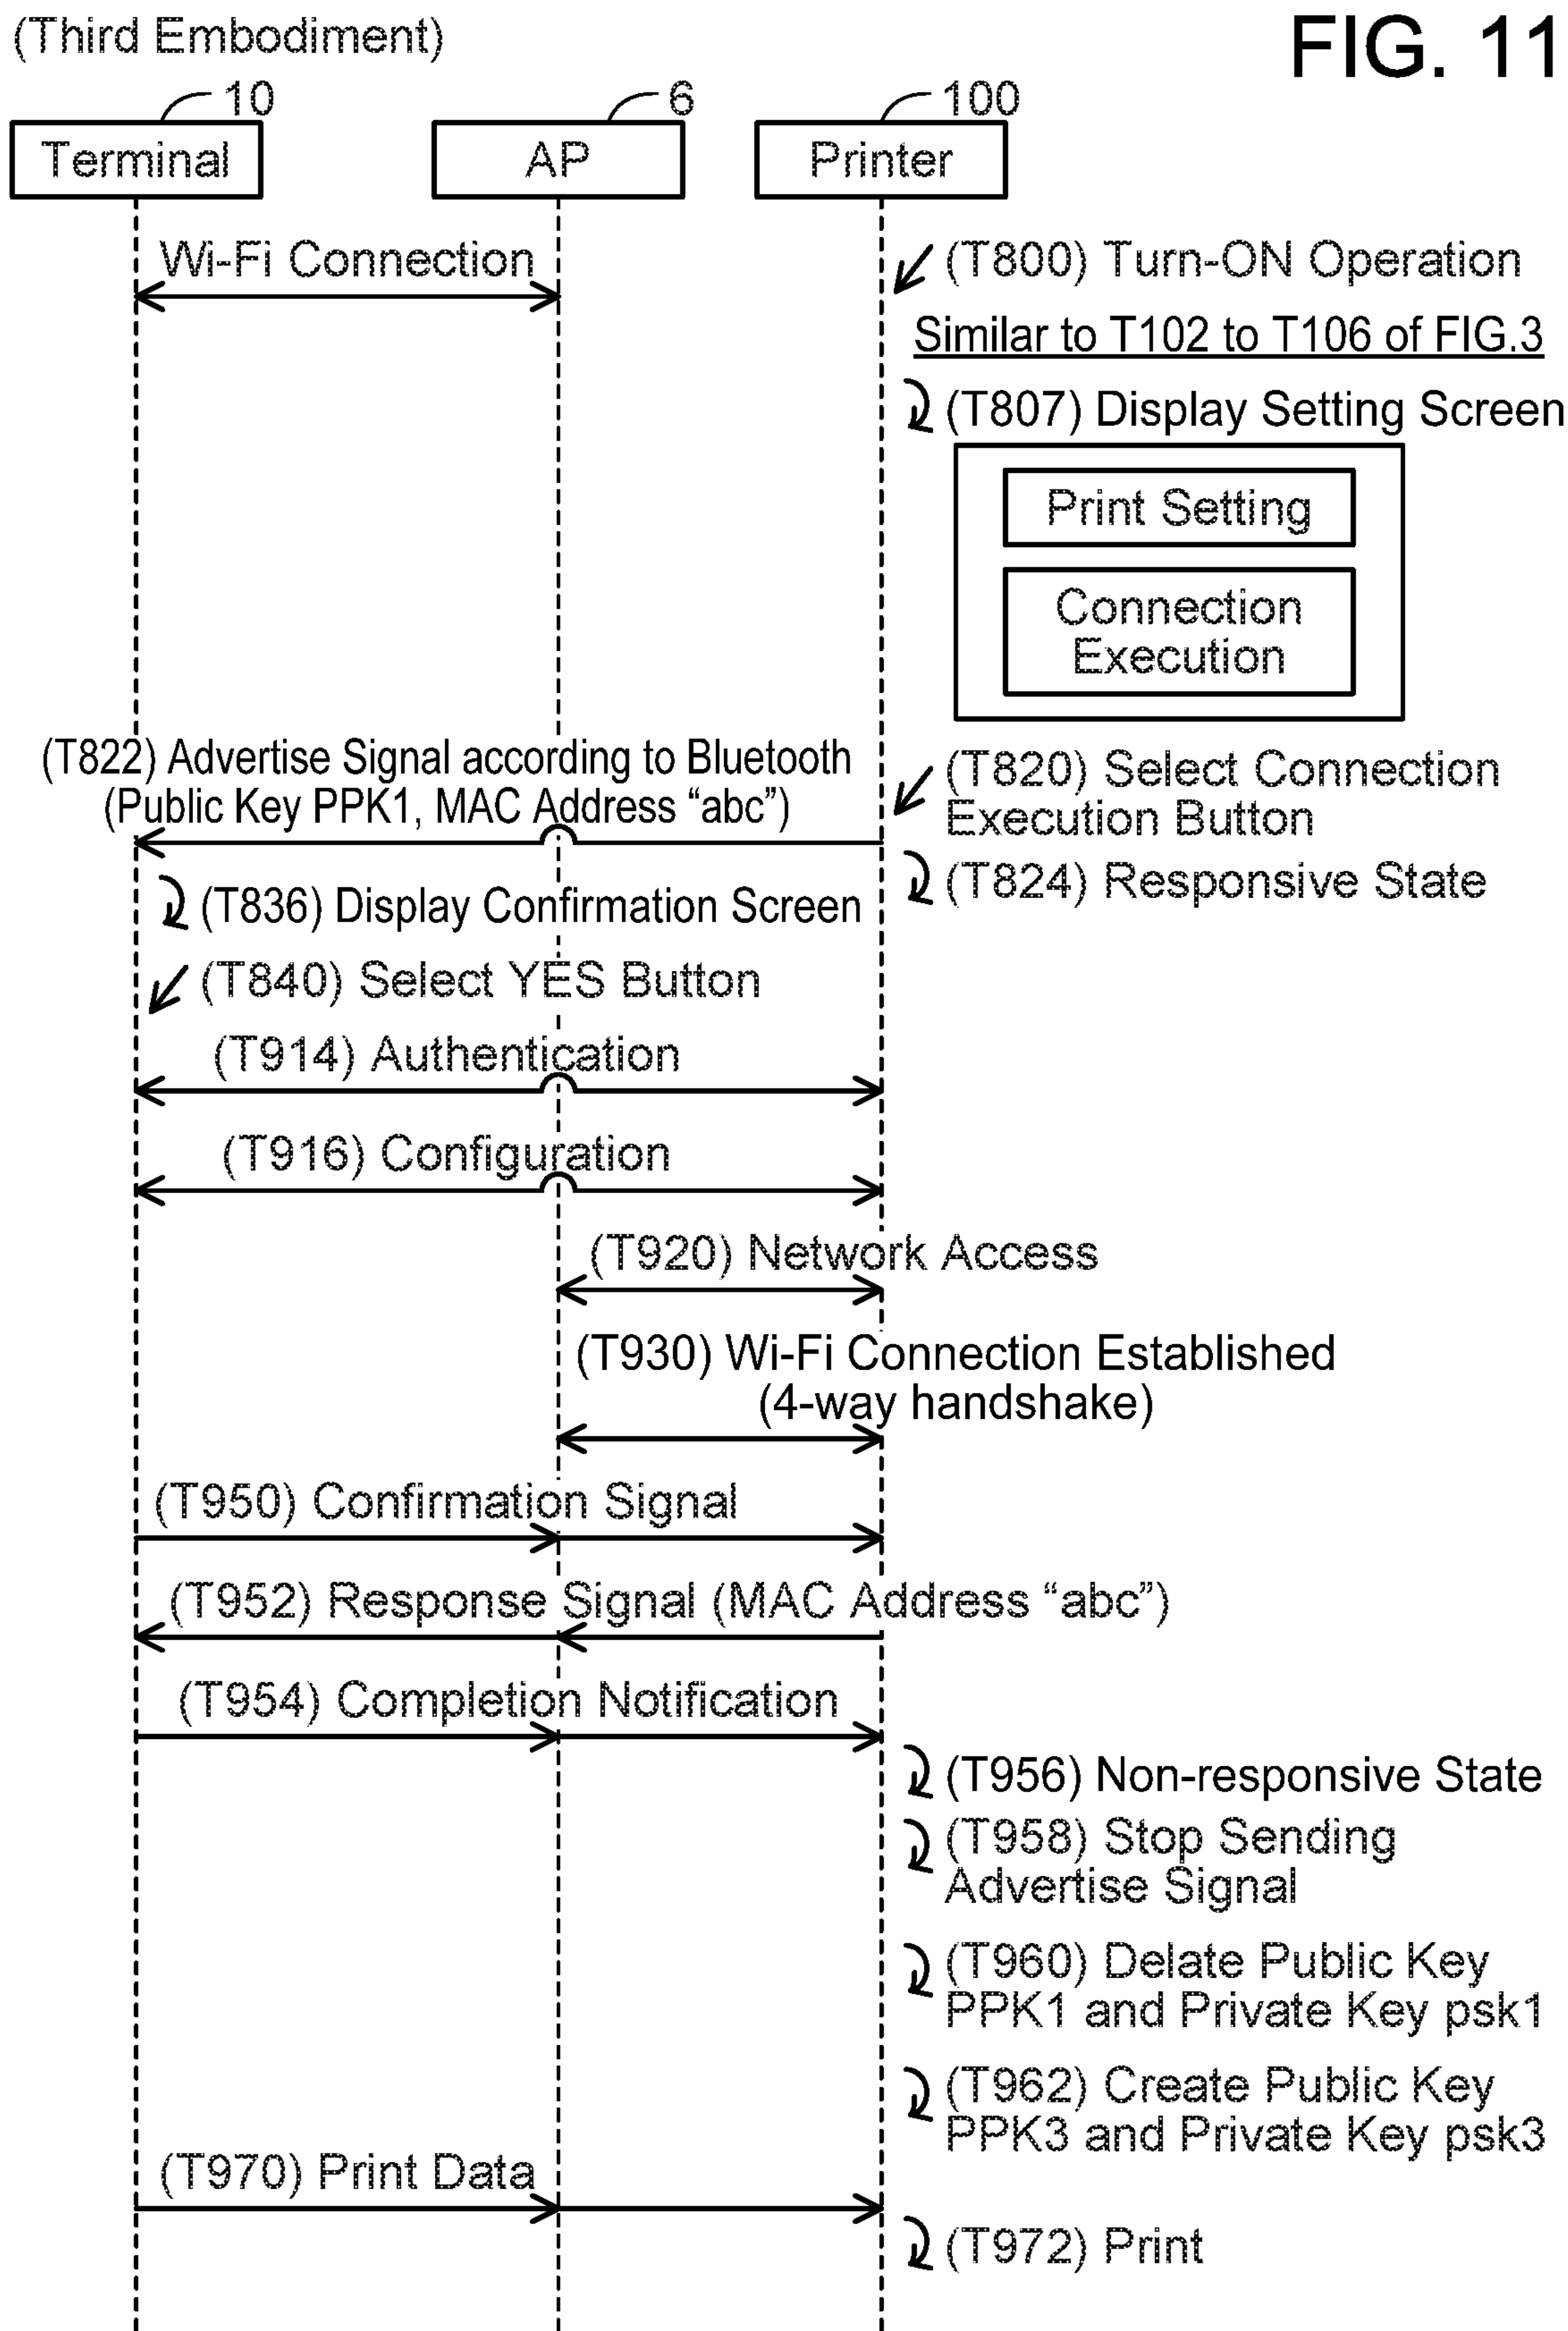 (Third Embodiment)
FIG. 11
10
6
100
Terminal
AP
Printer
Wi-Fi Connection
(T800) Turn-ON Operation
Similar to T102 to T106 of FIG.3
(T807) Display Setting Screen
Print Setting
Connection
Execution
(T822) Advertise Signal according to Bluetooth
(Public Key PPK1, MAC Address “abc”)
(T820) Select Connection
Execution Button
(T824) Responsive State
(T836) Display Confirmation Screen
(T840) Select YES Button
(T914) Authentication
(T916) Configuration
(T920) Network Access
(T930) Wi-Fi Connection Established
(4-way handshake)
(T950) Confirmation Signal
(T952) Response Signal (MAC Address “abc”)
(T954) Completion Notification
(T956) Non-responsive State
(T958) Stop Sending
Advertise Signal
(T960) Delate Public Key
PPK1 and Private Key psk1
(T962) Create Public Key
PPK3 and Private Key psk3
(T970) Print Data
(T972) Print